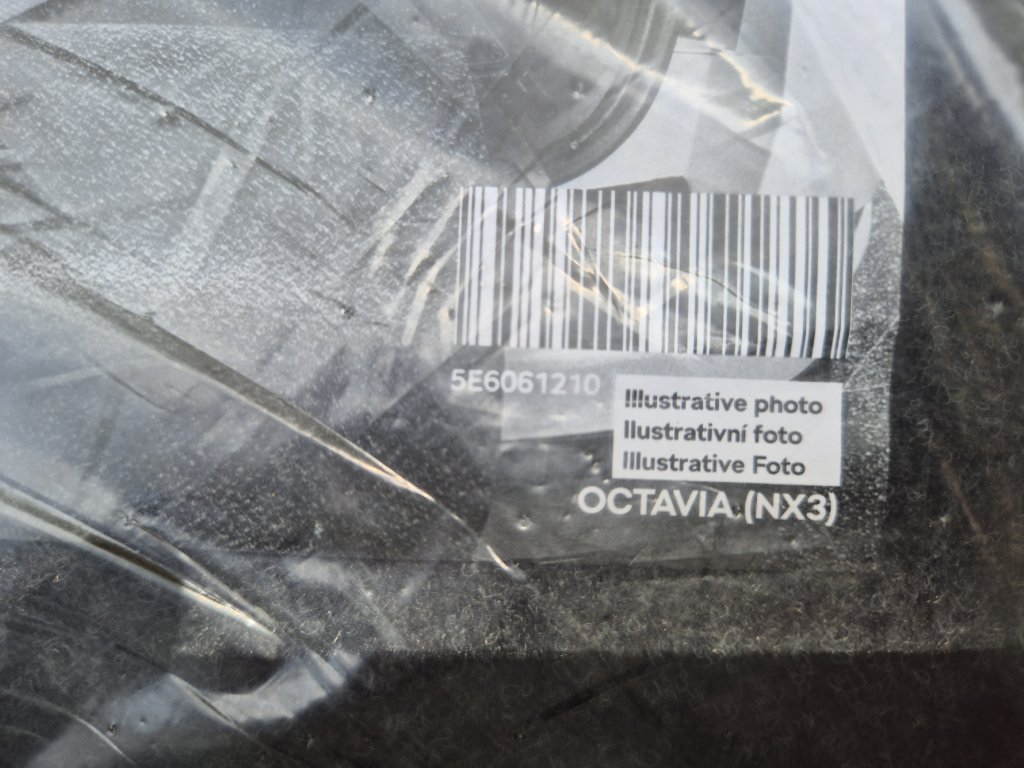 5E6061210
Illustrative photo
Ilustrativní foto
Illustrative Foto
OCTAVIA (NX3)